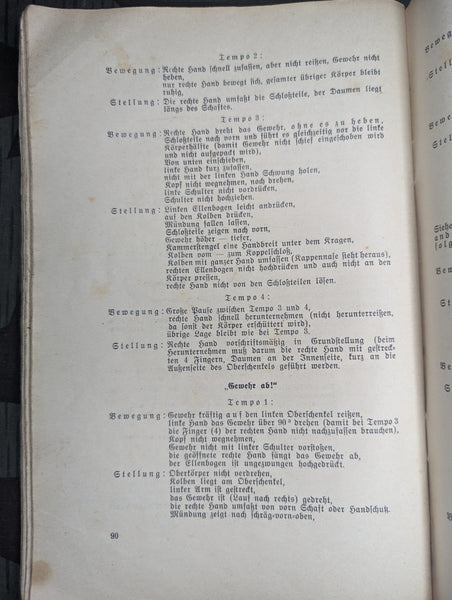 Tempo 2:
Bewegung: Rechte Hand schnell zufassen, aber nicht reißen, Gewehr nicht
heben,
nur rechte Hand bewegt sich, gesamter übriger Körper bleibt
ruhig,
Stellung: Die rechte Hand umfaßt die Schloßteile, der Daumen liegt
längs des Schaftes.
Tempo 3:
Bewegung: Rechte Hand dreht das Gewehr, ohne es zu heben,
Schloßteile nach vorn und führt es gleichzeitig vor die linke
Körperhälfte (damit Gewehr nicht schief eingeschoben wird
und nicht aufgepackt wird),
Von unten einschieben,
linke Hand kurz zufassen,
nicht mit der linken Hand Schwung holen,
Kopf nicht wegnehmen, noch drehen,
linke Schulter nicht vordrücken,
Schulter nicht hochziehen.
Stellung: Linken Ellenbogen leicht andrücken,
auf den Kolben drücken,
Mündung fallen lassen,
Schloßteile zeigen nach vorn,
Gewehr höher — tiefer,
Kammerstengel eine Handbreit unter dem Kragen,
Kolben vom — zum Koppelschloß,
Kolben mit ganzer Hand umfassen (Kappennase sieht heraus),
rechten Ellenbogen nicht hochdrücken und auch nicht an den
Körper pressen,
rechte Hand nicht von den Schloßteilen lösen.
Tempo 4:
Bewegung: Große Pause zwischen Tempo 3 und 4,
rechte Hand schnell herunternehmen (nicht herunterreißen,
da sonst der Körper erschüttert wird),
übrige Lage bleibt wie bei Tempo 3.
Stellung: Rechte Hand vorschriftsmäßig in Grundstellung (beim
Herunternehmen muß darum die rechte Hand mit gestreck-
ten 4 Fingern, Daumen an der Innenseite, kurz an die
Außenseite des Oberschenkels geführt werden.
„Gewehr ab!"
Tempo 1:
Bewegung: Gewehr kräftig auf den linken Oberschenkel reißen,
linke Hand das Gewehr über 90° drehen (damit bei Tempo 3
die Finger (4) der rechten Hand nicht nachzufassen brauchen),
Kopf nicht wegnehmen,
Gewehr nicht mit linker Schulter vorstoßen,
die geöffnete rechte Hand fängt das Gewehr ab,
der Ellenbogen ist ungezwungen hochgedrückt.
Stellung: Oberkörper nicht verdrehen,
Kolben liegt am Oberschenkel,
linker Arm ist gestreckt,
das Gewehr ist (Lauf nach rechts) gedreht,
die rechte Hand umfaßt von vorn Schaft oder Handschutz.
Mündung zeigt nach schräg-vorn-oben,
90